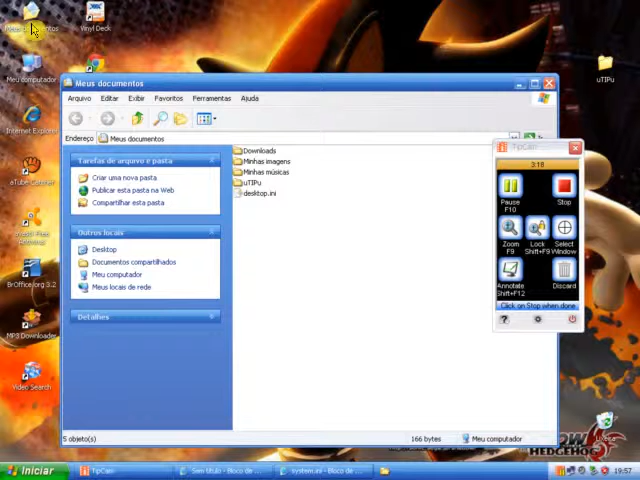 Vinyl Deck
Meu computador
Internet Explorer
aTube Catcher
avast! Free
Antivirus
BrOffice.org 3.2
MP3 Downloader
Video Search
uTIPu
Lixeira
HEDGEHOG
Meus documentos
Arquivo Editar Exibir Favoritos Ferramentas Ajuda
Endereço Meus documentos
Tarefas de arquivo e pasta
Criar uma nova pasta
Publicar esta pasta na Web
Compartilhar esta pasta
Outros locais
Desktop
Documentos compartilhados
Meu computador
Meus locais de rede
Detalhes
Downloads
Minhas imagens
Minhas músicas
uTIPu
desktop.ini
5 objeto(s) 166 bytes Meu computador
TipCam
3:18
Pause
F10
Stop
Zoom
F9
Lock
Shift+F9
Select
Window
Annotate
Shift+F12
Discard
Click on Stop when done
Iniciar TipCam Sem título - Bloco de ... system.ini - Bloco de ... 19:57